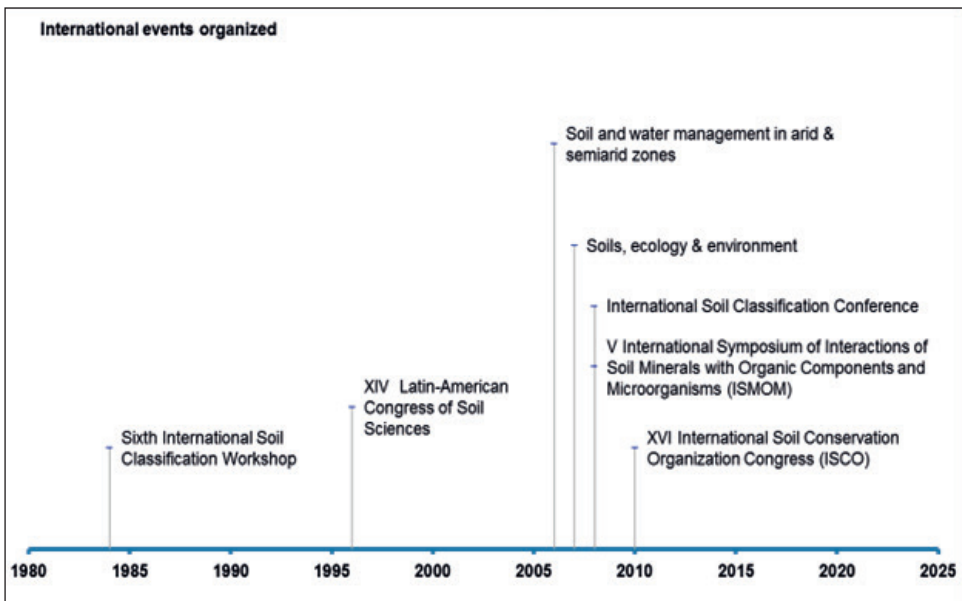 International events organized
Soil and water management in arid &
semiarid zones
Soils, ecology & environment
International Soil Classification Conference
V International Symposium of Interactions of
Soil Minerals with Organic Components and
Microorganisms (ISMOM)
XIV Latin-American
Congress of Soil
Sciences
Sixth International Soil
Classification Workshop
XVI International Soil Conservation
Organization Congress (ISCO)
1980 1985 1990 1995 2000 2005 2010 2015 2020 2025